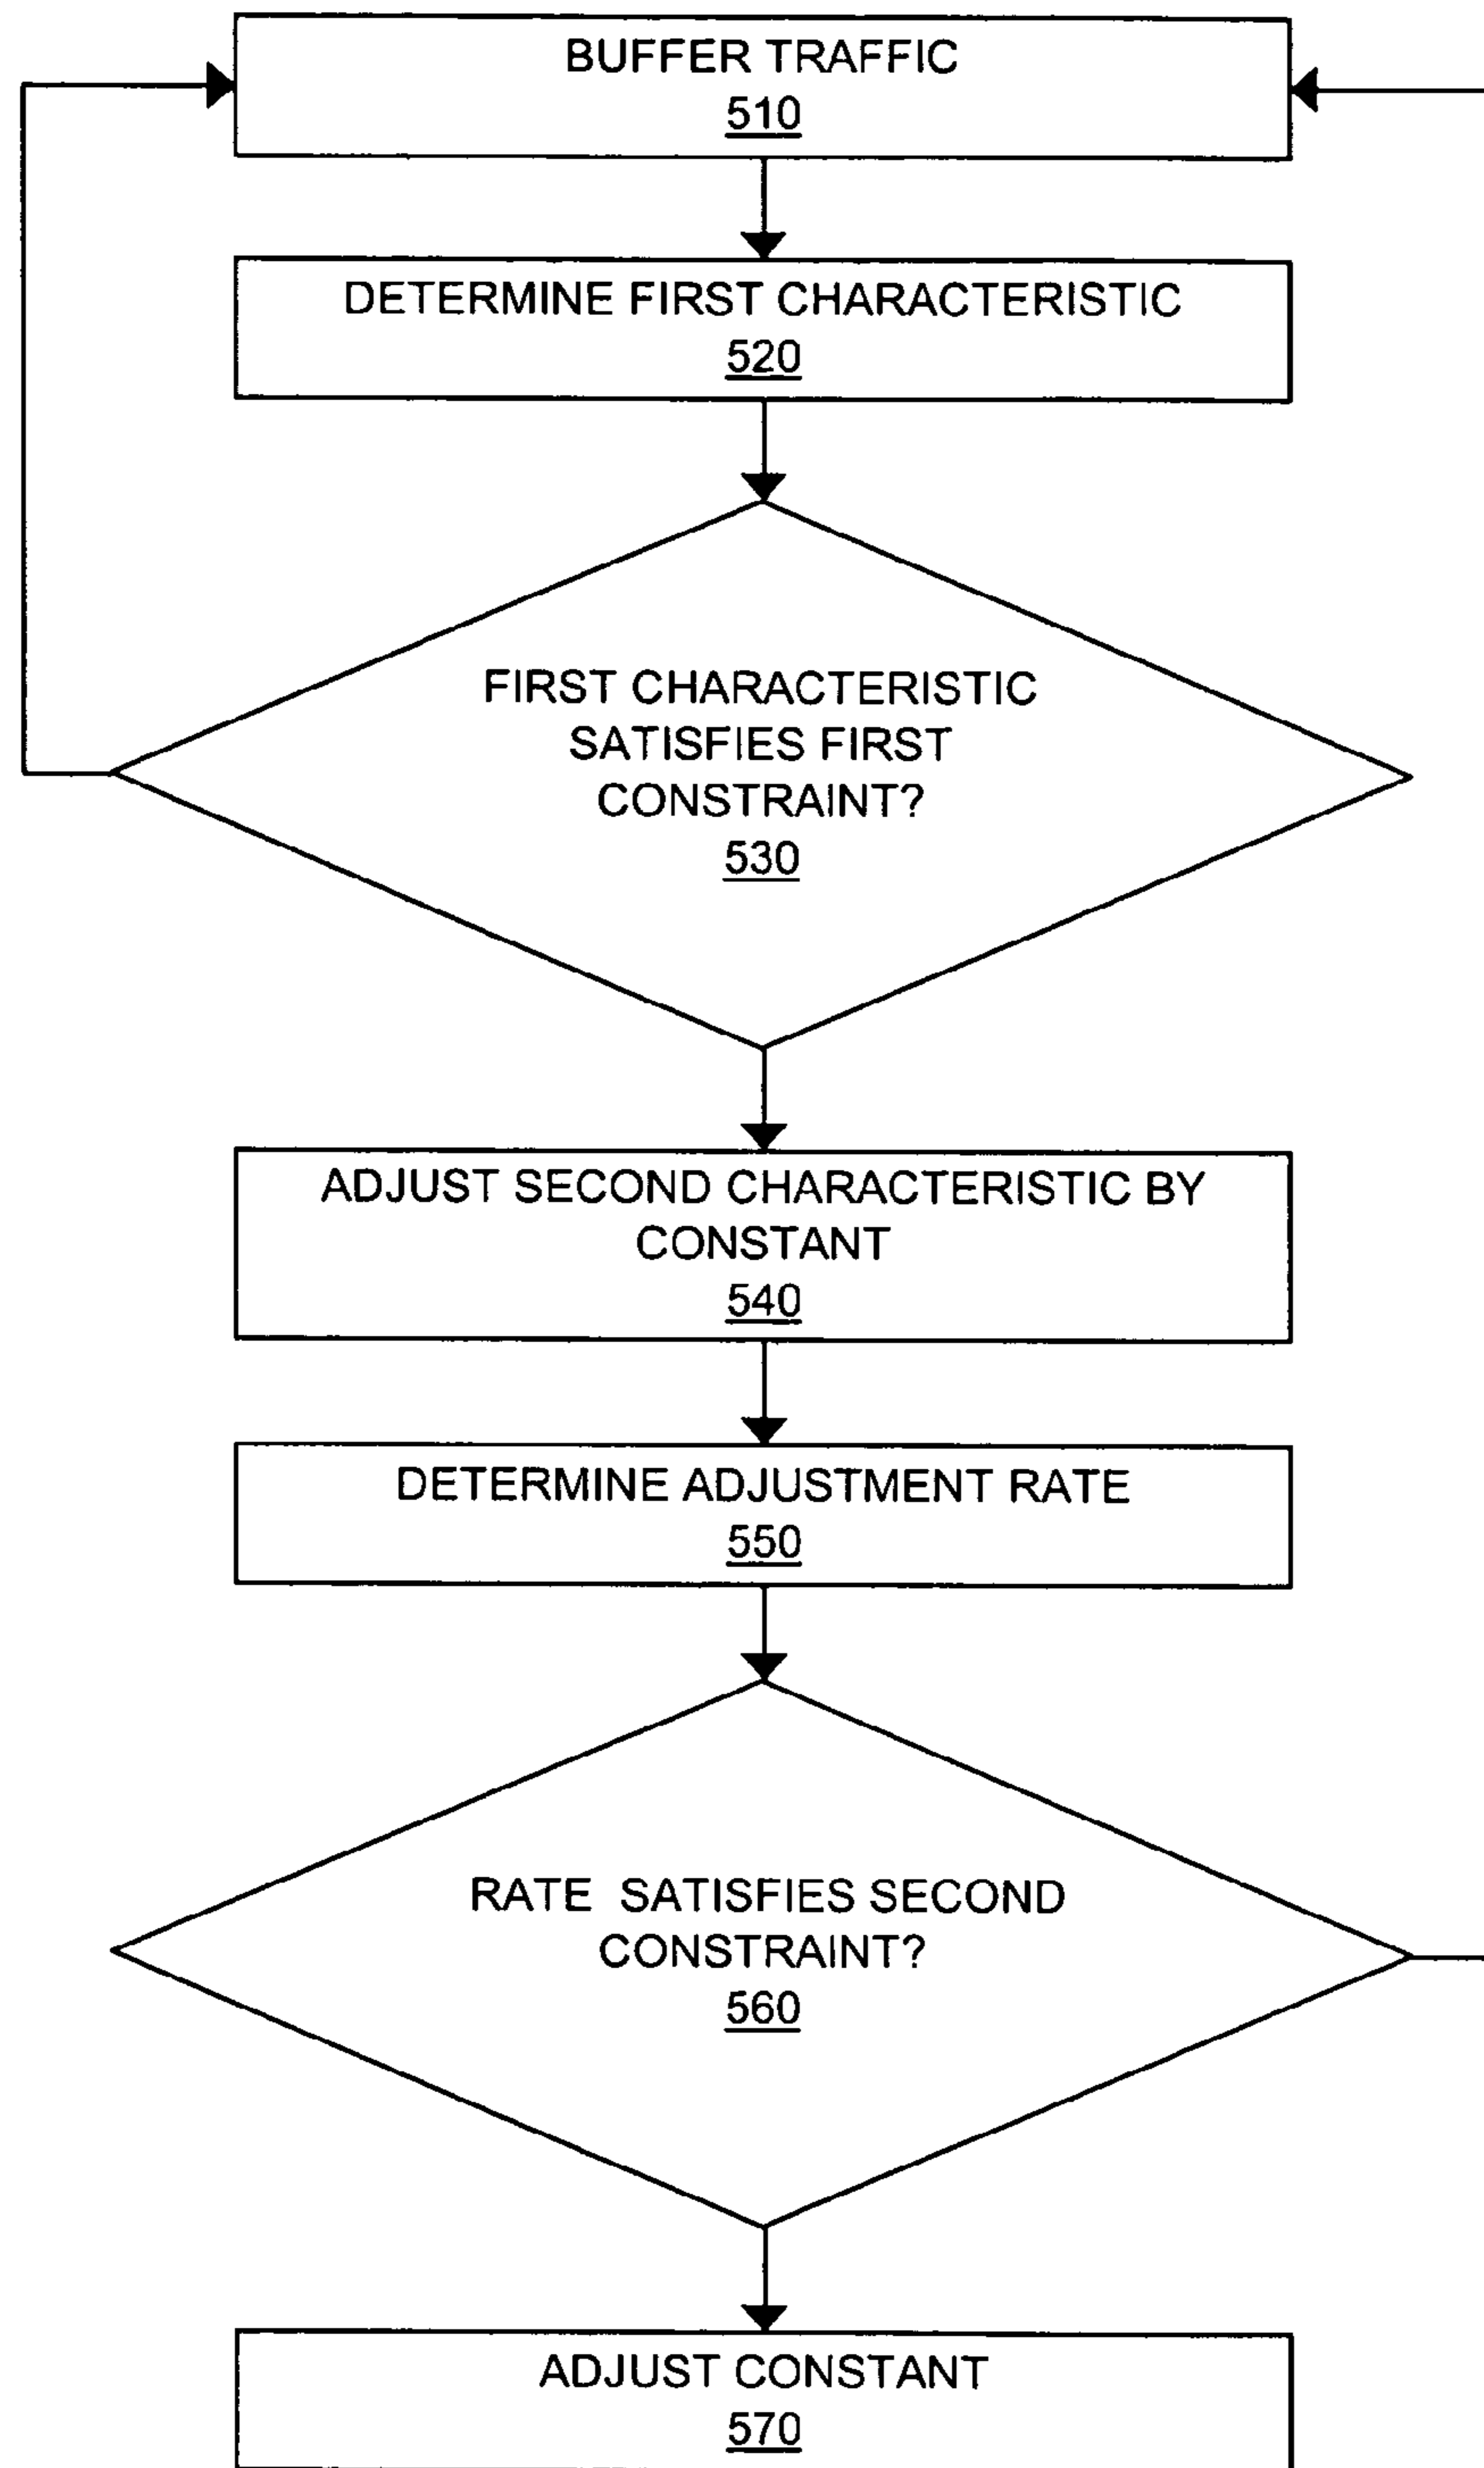 BUFFER TRAFFIC
510
DETERMINE FIRST CHARACTERISTIC
520
FIRST CHARACTERISTIC
SATISFIES FIRST
CONSTRAINT?
530
ADJUST SECOND CHARACTERISTIC BY
CONSTANT
540
DETERMINE ADJUSTMENT RATE
550
RATE SATISFIES SECOND
CONSTRAINT?
560
ADJUST CONSTANT
570